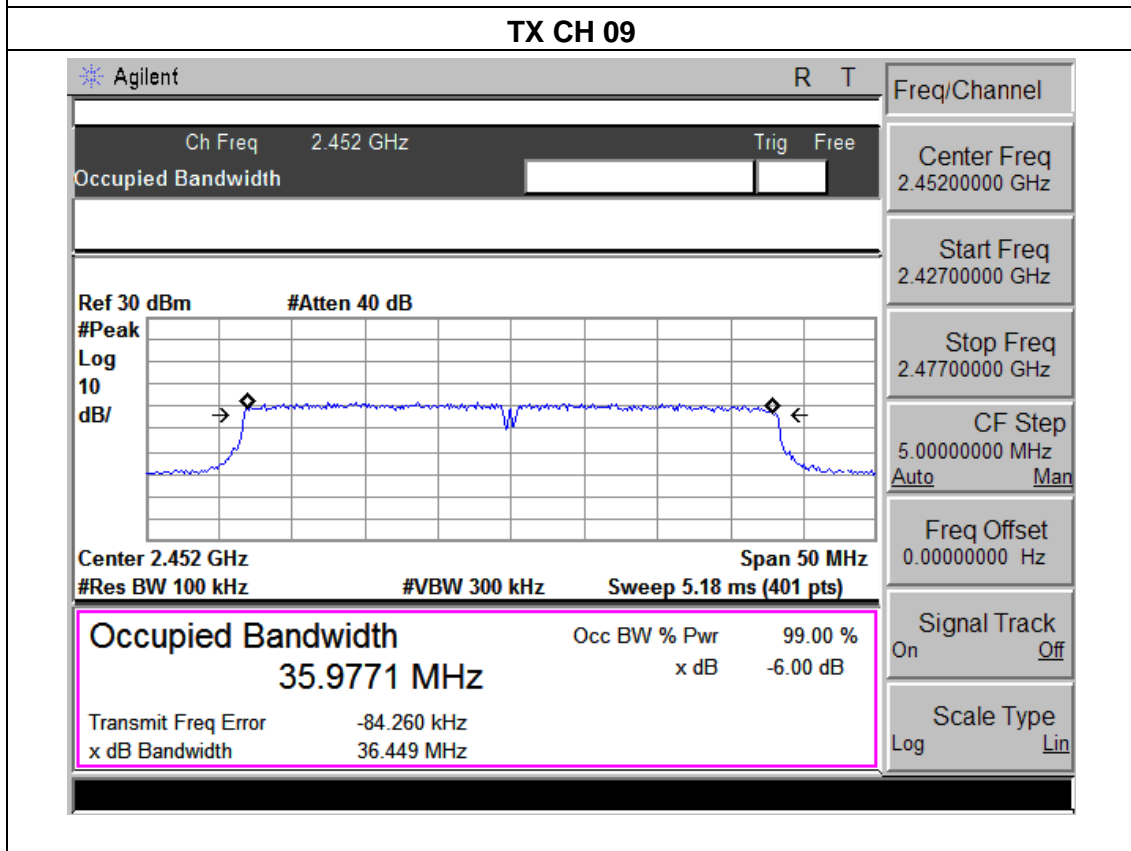 TX CH 09
Agilent R T
Ch Freq 2.452 GHz Trig Free
Occupied Bandwidth
Ref 30 dBm #Atten 40 dB
#Peak
Log
10
dB/
Center 2.452 GHz Span 50 MHz
#Res BW 100 kHz #VBW 300 kHz Sweep 5.18 ms (401 pts)
Occupied Bandwidth Occ BW % Pwr 99.00 %
35.9771 MHz x dB -6.00 dB
Transmit Freq Error -84.260 kHz
x dB Bandwidth 36.449 MHz
Freq/Channel
Center Freq
2.45200000 GHz
Start Freq
2.42700000 GHz
Stop Freq
2.47700000 GHz
CF Step
5.00000000 MHz
Auto Man
Freq Offset
0.00000000 Hz
Signal Track
On Off
Scale Type
Log Lin